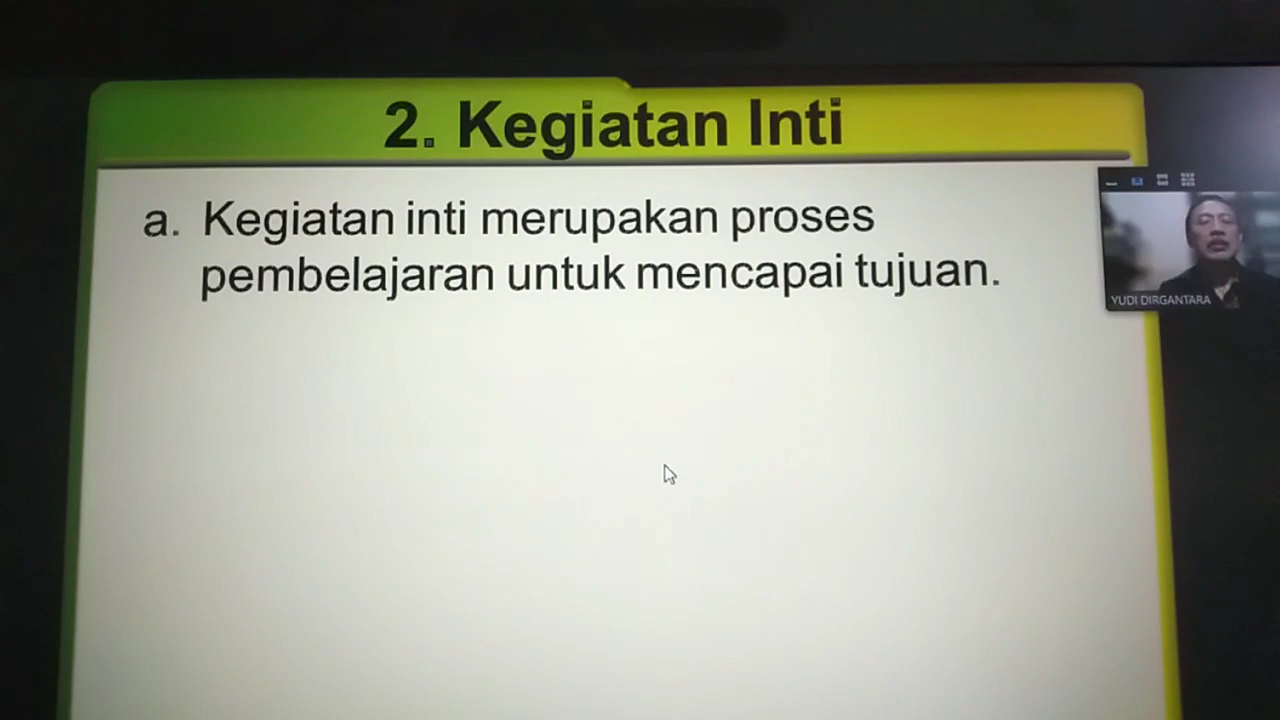 2. Kegiatan Inti
a. Kegiatan inti merupakan proses
pembelajaran untuk mencapai tujuan.
YUDI DIRGANTARA